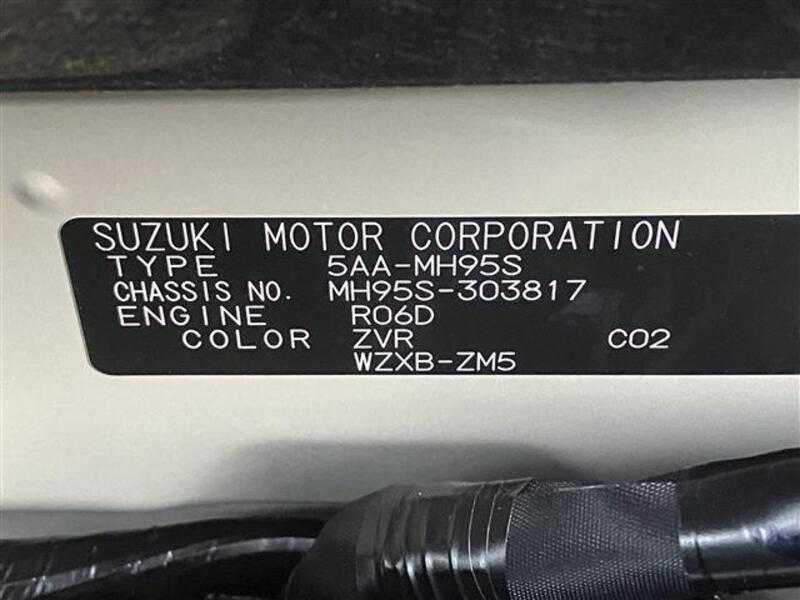 SUZUKI MOTOR CORPORATION
TYPE 5AA-MH95S
CHASSIS NO. MH95S-303817
ENGINE R06D
COLOR ZVR C02
WZXB-ZM5